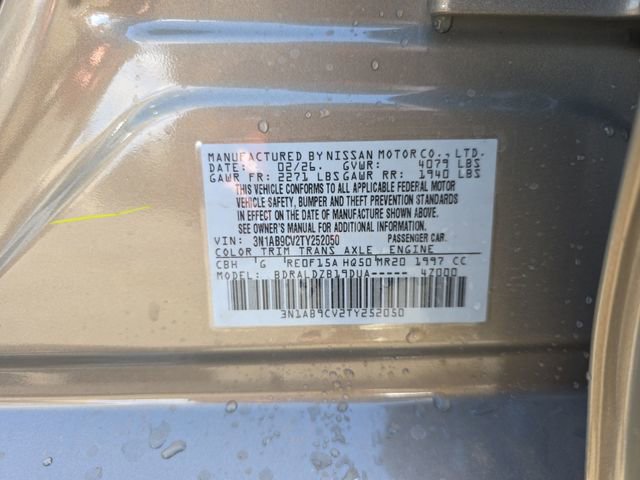 MANUFACTURED BY NISSAN MOTOR CO., LTD.
DATE: 02/26. GVWR: 4079 LBS
GAWR FR: 2271 LBS GAWR RR: 1940 LBS
THIS VEHICLE CONFORMS TO ALL APPLICABLE FEDERAL MOTOR
VEHICLE SAFETY, BUMPER AND THEFT PREVENTION STANDARDS
IN EFFECT ON THE DATE OF MANUFACTURE SHOWN ABOVE.
SEE OWNER'S MANUAL FOR ADDITIONAL INFORMATION
VIN: 3N1AB9CV2TY252050 PASSENGER CAR.
COLOR TRIM TRANS AXLE ENGINE
CBH G RE0F15A HQ50 MR20 1997 CC
MODEL: BDRALDZB19DUA----- 4Z000
3N1AB9CV2TY252050